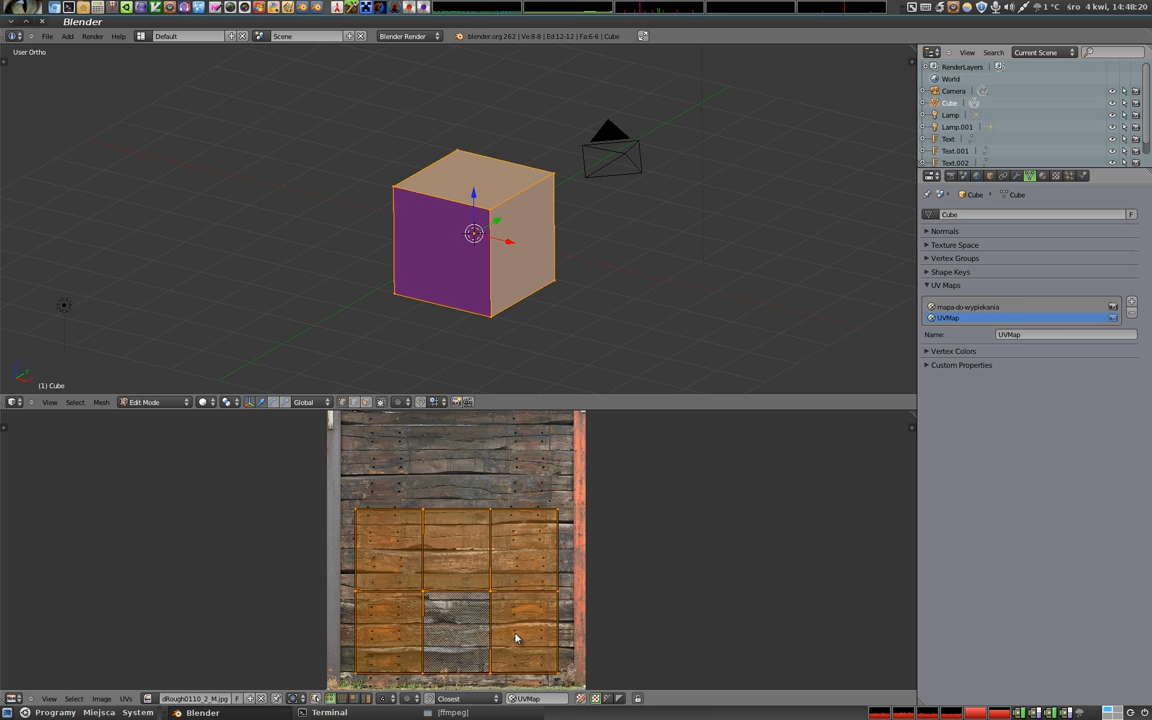 1 °C śro 4 kwi, 14:48:20
Blender
File Add Render Help Default Scene Blender Render blender.org 262 | Ve:8-8 | Ed:12-12 | Fa:6-6 | Cube
User Ortho
(1) Cube
View Select Mesh Edit Mode Global
View Select Image UVs dRough0110_2_M.jpg F Closest UVMap
View Search Current Scene
RenderLayers
World
Camera
Cube
Lamp
Lamp.001
Text
Text.001
Text.002
Cube Cube
Cube F
Normals
Texture Space
Vertex Groups
Shape Keys
UV Maps
mapa-do-wypiekania
UVMap
Name: UVMap
Vertex Colors
Custom Properties
Programy Miejsca System Blender Terminal [ffmpeg]